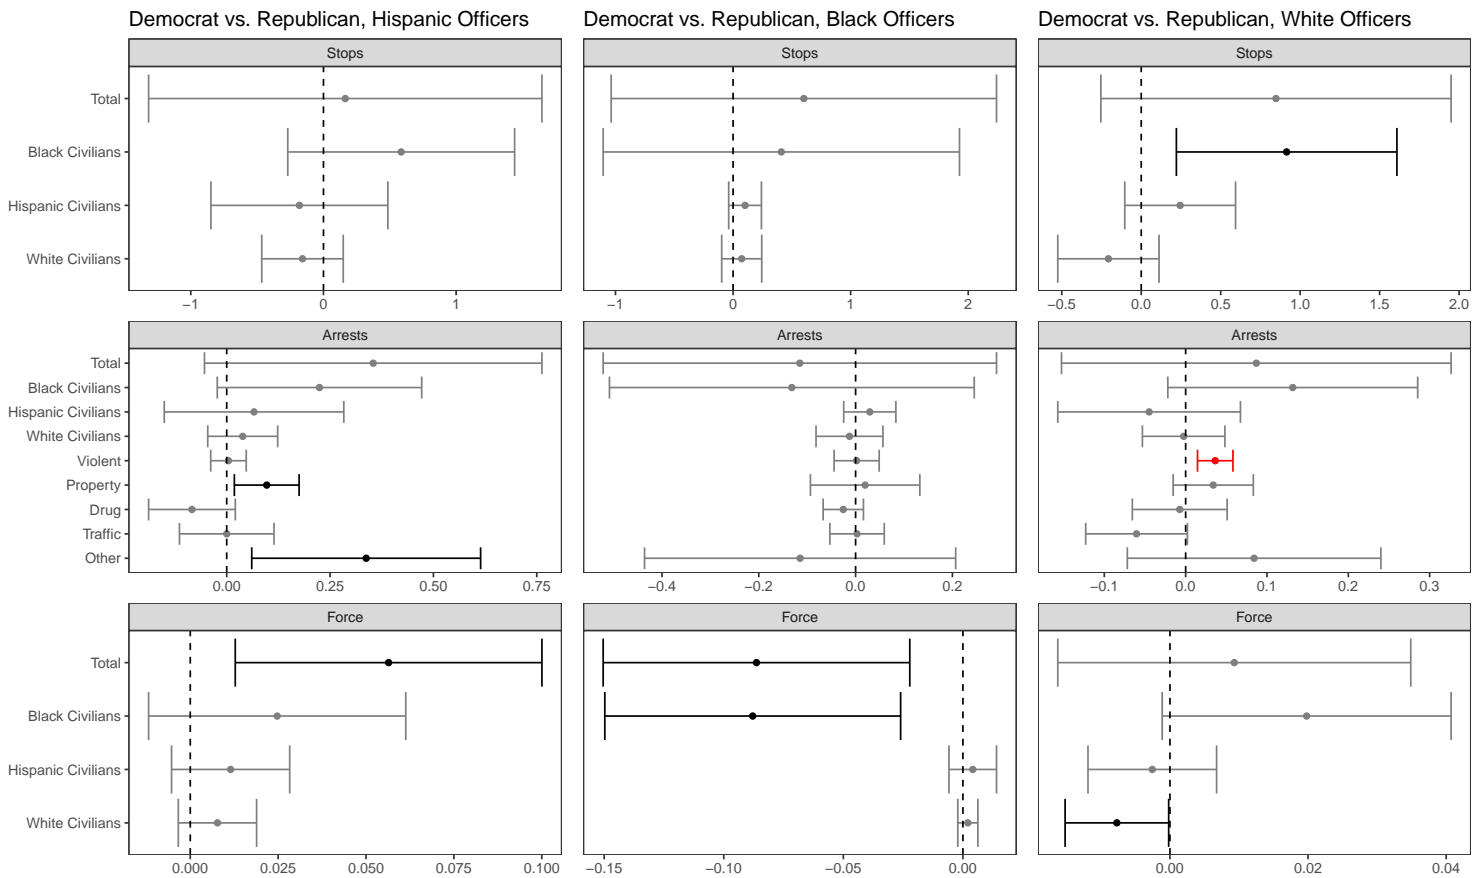 Democrat vs. Republican, Hispanic Officers
Democrat vs. Republican, Black Officers
Democrat vs. Republican, White Officers
Stops
Stops
Stops
Total
Black Civilians
Hispanic Civilians
White Civilians
−1 0 1
−1 0 1 2
−0.5 0.0 0.5 1.0 1.5 2.0
Arrests
Arrests
Arrests
Total
Black Civilians
Hispanic Civilians
White Civilians
Violent
Property
Drug
Traffic
Other
0.00 0.25 0.50 0.75
−0.4 −0.2 0.0 0.2
−0.1 0.0 0.1 0.2 0.3
Force
Force
Force
Total
Black Civilians
Hispanic Civilians
White Civilians
0.000 0.025 0.050 0.075 0.100
−0.15 −0.10 −0.05 0.00
0.00 0.02 0.04